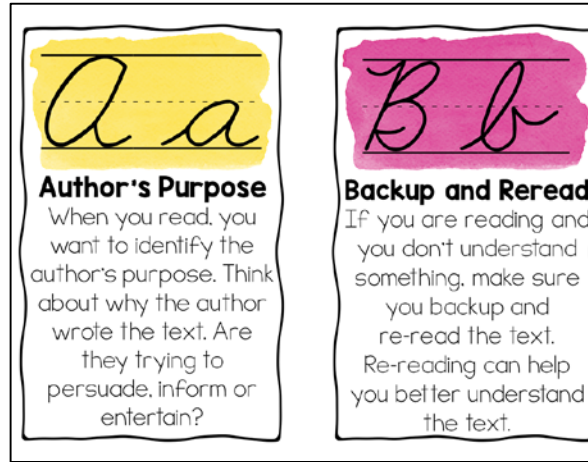 A a
Author's Purpose
When you read, you
want to identify the
author's purpose. Think
about why the author
wrote the text. Are
they trying to
persuade, inform or
entertain?
B b
Backup and Reread
If you are reading and
you don't understand
something, make sure
you backup and
re-read the text.
Re-reading can help
you better understand
the text.